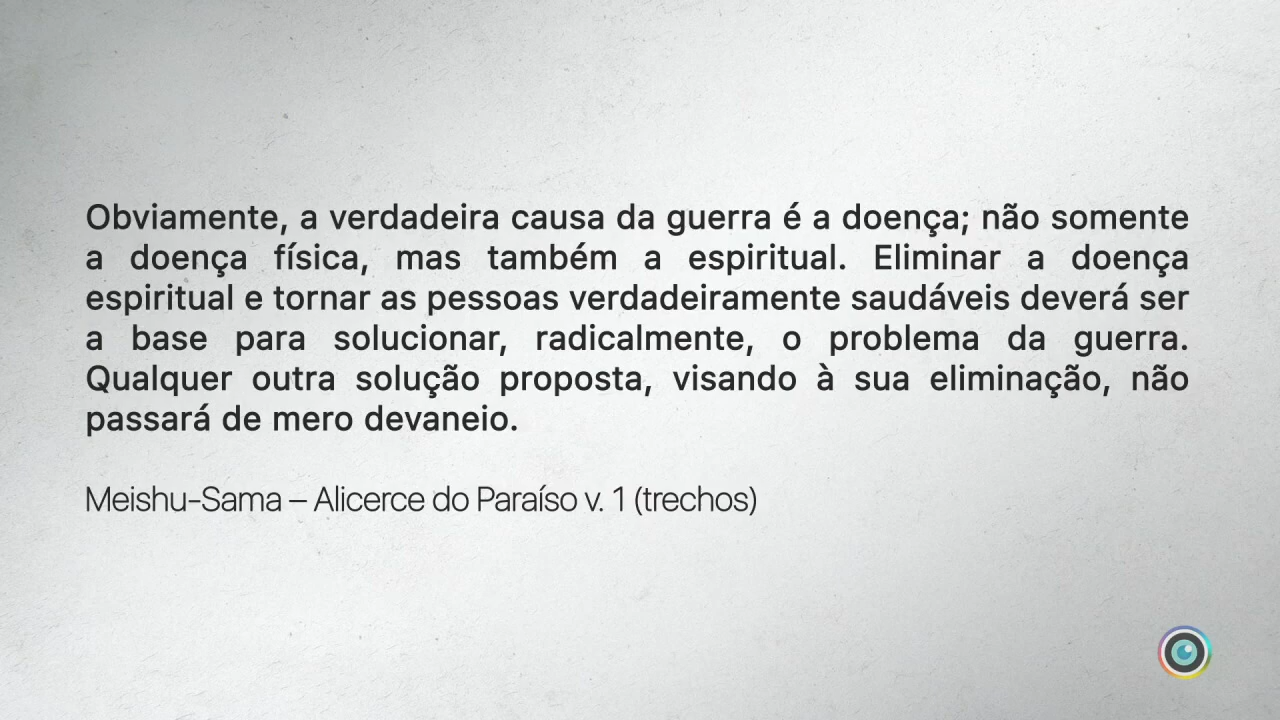 Obviamente, a verdadeira causa da guerra é a doença; não somente
a doença física, mas também a espiritual. Eliminar a doença
espiritual e tornar as pessoas verdadeiramente saudáveis deverá ser
a base para solucionar, radicalmente, o problema da guerra.
Qualquer outra solução proposta, visando à sua eliminação, não
passará de mero devaneio.
Meishu-Sama – Alicerce do Paraíso v. 1 (trechos)